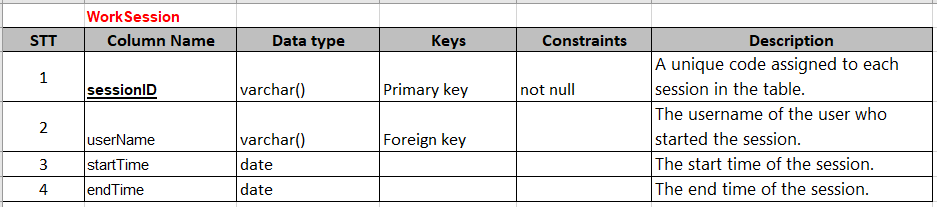 WorkSession
STT Column Name Data type Keys Constraints Description
1 sessionID varchar() Primary key not null A unique code assigned to each
session in the table.
2 userName varchar() Foreign key The username of the user who
started the session.
3 startTime date The start time of the session.
4 endTime date The end time of the session.